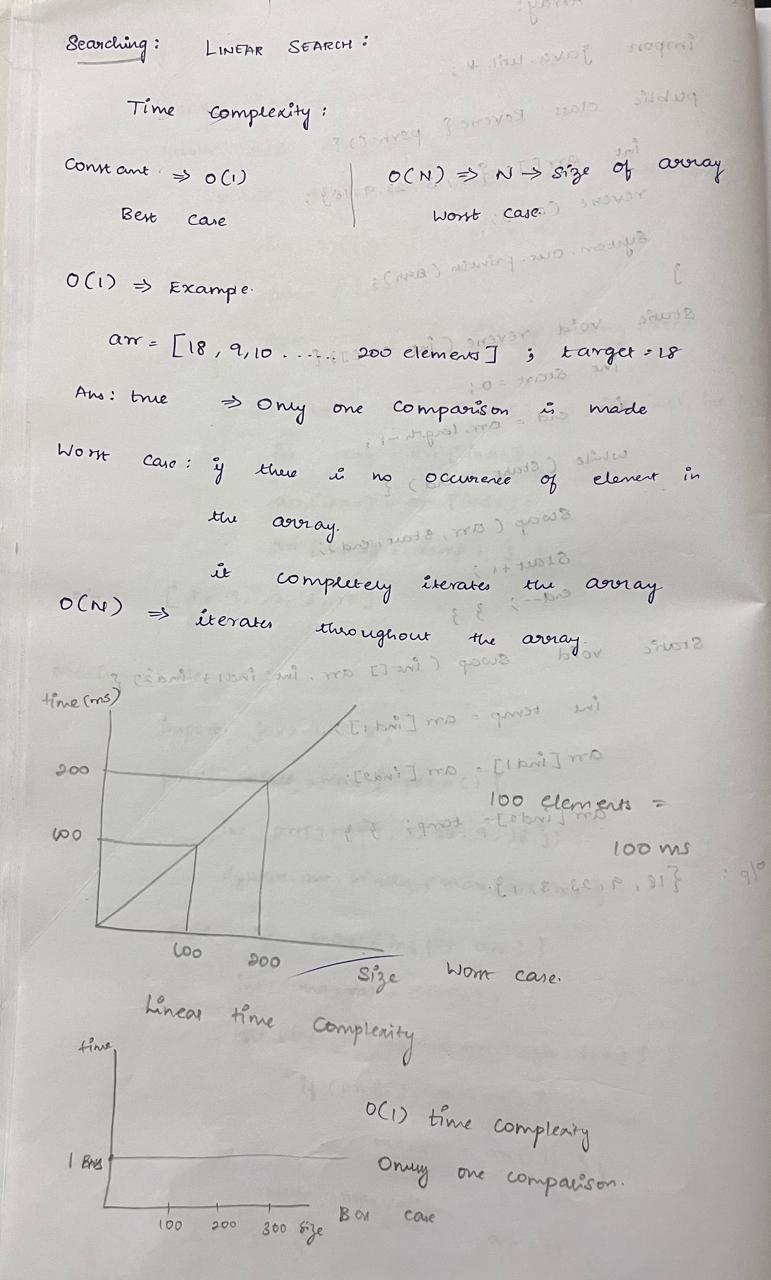 Searching: LINEAR SEARCH:
Time Complexity:
Constant ⇒ O(1)
Best case
O(N) ⇒ N → size of array
Worst case.
O(1) ⇒ Example.
arr = [18, 9, 10 ...... 200 elements] ; target = 18
Ans: true ⇒ Only one comparison is made
Worst case: if there is no occurence of element in
the array.
it completely iterates the array
O(N) ⇒ iterates throughout the array.
time (ms)
200
100
100 elements =
100 ms
100 200
Size Worst case.
Linear time complexity
time
O(1) time complexity
1
Only one comparison.
100 200 300 size
Best case